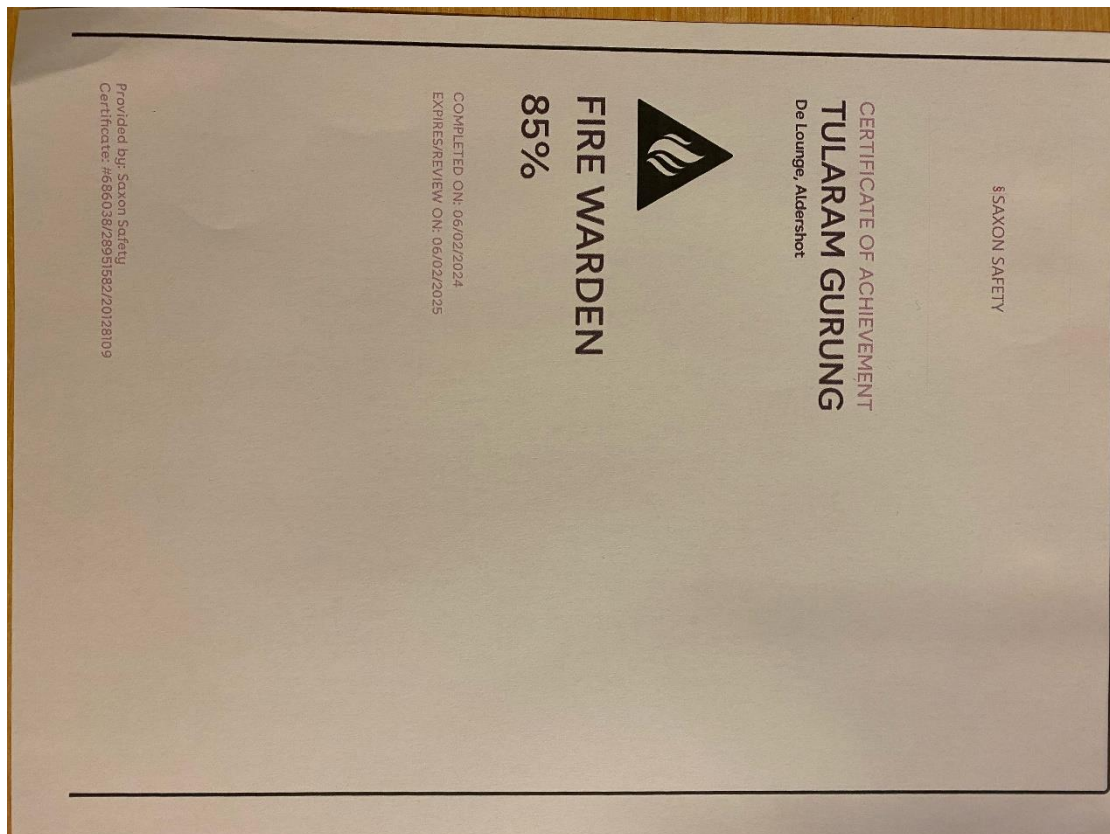 SAXON SAFETY
CERTIFICATE OF ACHIEVEMENT
TULARAM GURUNG
De Lounge, Aldershot
FIRE WARDEN
85%
COMPLETED ON: 06/02/2024
EXPIRES/REVIEW ON: 06/02/2025
Provided by: Saxon Safety
Certificate: #686038/28951582/20128109